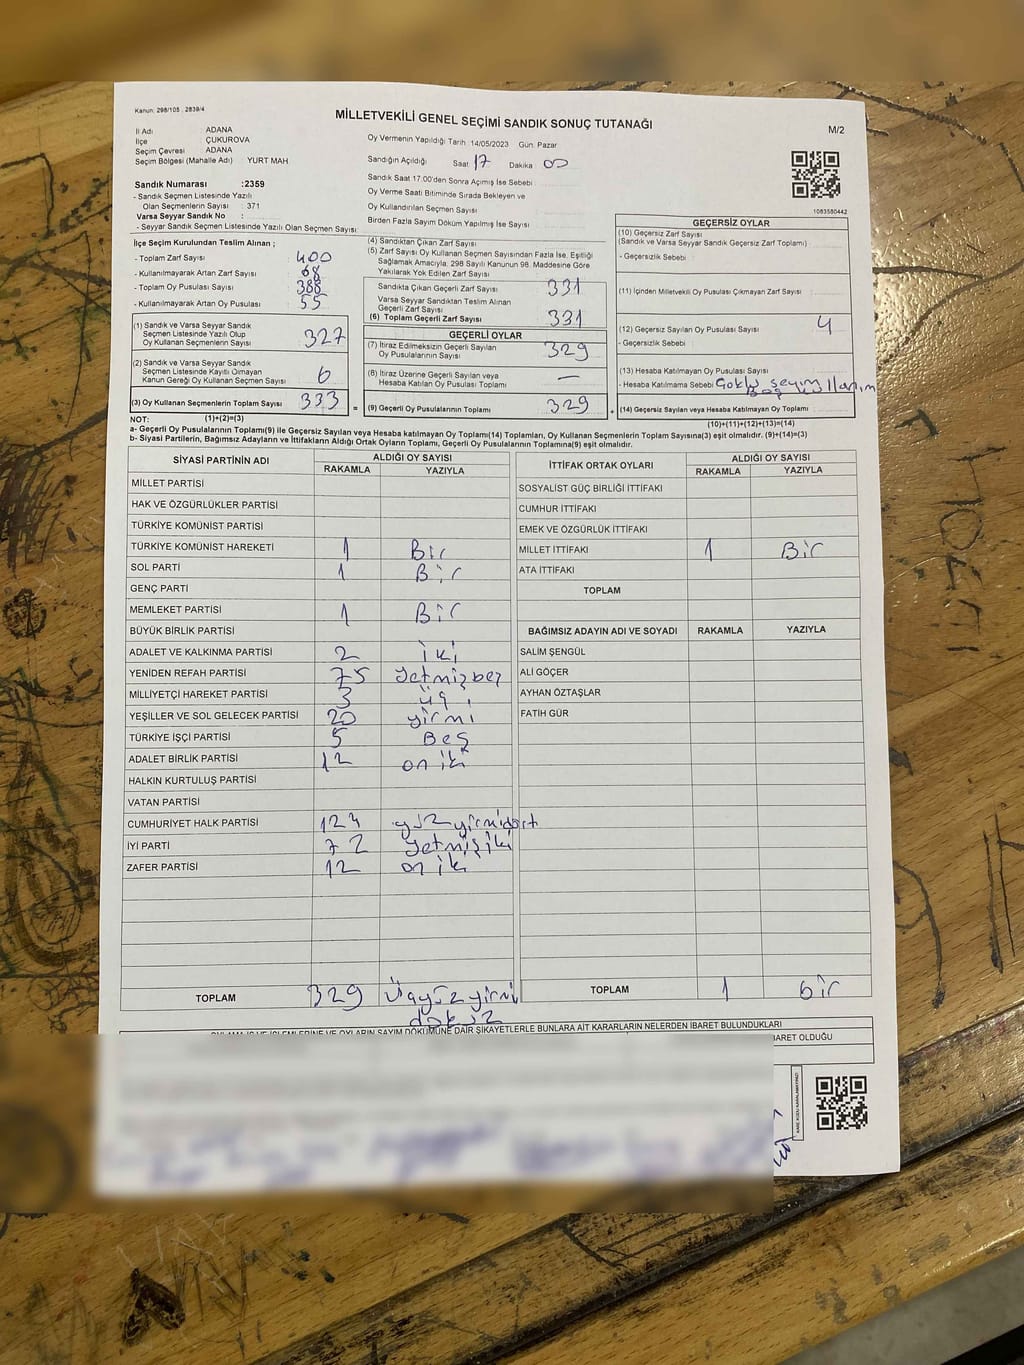 Kanun: 298/105 , 2839/4
MİLLETVEKİLİ GENEL SEÇİMİ SANDIK SONUÇ TUTANAĞI
M/2
İl Adı ADANA
İlçe ÇUKUROVA
Seçim Çevresi ADANA
Seçim Bölgesi (Mahalle Adı) YURT MAH.
Oy Vermenin Yapıldığı Tarih :14/05/2023 Gün: Pazar
Sandığın Açıldığı Saat 17 Dakika 00
Sandık Saat 17:00'den Sonra Açımış İse Sebebi
Oy Verme Saati Bitiminde Sırada Bekleyen ve
Oy Kullandırılan Seçmen Sayısı
Birden Fazla Sayım Döküm Yapılmış İse Sayısı
1083580442
Sandık Numarası :2359
- Sandık Seçmen Listesinde Yazılı
Olan Seçmenlerin Sayısı : 371
Varsa Seyyar Sandık No :
- Seyyar Sandık Seçmen Listesinde Yazılı Olan Seçmen Sayısı:
İlçe Seçim Kurulundan Teslim Alınan ;
- Toplam Zarf Sayısı 400
- Kullanılmayarak Artan Zarf Sayısı 68
- Toplam Oy Pusulası 388
- Kullanılmayarak Artan Oy Pusulası 55
(1) Sandık ve Varsa Seyyar Sandık
Seçmen Listesinde Yazılı Olup
Oy Kullanan Seçmenlerin Sayısı 327
(2) Sandık ve Varsa Seyyar Sandık
Seçmen Listesinde Kayıtlı Olmayan
Kanun Gereği Oy Kullanan Seçmen Sayısı 6
(3) Oy Kullanan Seçmenlerin Toplam Sayısı 333 =
(4) Sandıktan Çıkan Zarf Sayısı
(5) Zarf Sayısı Oy Kullanan Seçmen Sayısından Fazla İse, Eşitliği
Sağlamak Amacıyla, 298 Sayılı Kanunun 98. Maddesine Göre
Yakılarak Yok Edilen Zarf Sayısı
Sandıkta Çıkan Geçerli Zarf Sayısı 331
Varsa Seyyar Sandıktan Teslim Alınan
Geçerli Zarf Sayısı
(6) Toplam Geçerli Zarf Sayısı 331
GEÇERLİ OYLAR
(7) İtiraz Edilmeksizin Geçerli Sayılan
Oy Pusulalarının Sayısı 329
(8) İtiraz Üzerine Geçerli Sayılan veya
Hesaba Katılan Oy Pusulası Toplamı —
(9) Geçerli Oy Pusulalarının Toplamı 329 +
GEÇERSİZ OYLAR
(10) Geçersiz Zarf Sayısı
(Sandık ve Varsa Seyyar Sandık Geçersiz Zarf Toplamı)
- Geçersizlik Sebebi
(11) İçinden Milletvekili Oy Pusulası Çıkmayan Zarf Sayısı
(12) Geçersiz Sayılan Oy Pusulası Sayısı 4
- Geçersizlik Sebebi:
(13) Hesaba Katılmayan Oy Pusulası Sayısı
- Hesaba Katılmama Sebebi
(14) Geçersiz Sayılan veya Hesaba Katılmayan Oy Toplamı
NOT: (1)+(2)=(3)
(10)+(11)+(12)+(13)=(14)
a- Geçerli Oy Pusulalarının Toplamı(9) ile Geçersiz Sayılan veya Hesaba katılmayan Oy Toplamı(14) Toplamları, Oy Kullanan Seçmenlerin Toplam Sayısına(3) eşit olmalıdır. (9)+(14)=(3)
b- Siyasi Partilerin, Bağımsız Adayların ve İttifakların Aldığı Ortak Oyların Toplamı, Geçerli Oy Pusulalarının Toplamına(9) eşit olmalıdır.
SİYASİ PARTİNİN ADI ALDIĞI OY SAYISI
RAKAMLA YAZIYLA
MİLLET PARTİSİ
HAK VE ÖZGÜRLÜKLER PARTİSİ
TÜRKİYE KOMÜNİST PARTİSİ
TÜRKİYE KOMÜNİST HAREKETİ 1 Bir
SOL PARTİ 1 Bir
GENÇ PARTİ
MEMLEKET PARTİSİ 1 Bir
BÜYÜK BİRLİK PARTİSİ
ADALET VE KALKINMA PARTİSİ 2 iki
YENİDEN REFAH PARTİSİ 75 yetmişbeş
MİLLİYETÇİ HAREKET PARTİSİ 3 üç
YEŞİLLER VE SOL GELECEK PARTİSİ 20 yirmi
TÜRKİYE İŞÇİ PARTİSİ 5 Beş
ADALET BİRLİK PARTİSİ 12 on iki
HALKIN KURTULUŞ PARTİSİ
VATAN PARTİSİ
CUMHURİYET HALK PARTİSİ 124 yüzyirmidört
İYİ PARTİ 72 yetmişiki
ZAFER PARTİSİ 12 on iki
TOPLAM 329 Üçyüzyirmi
dokuz
İTTİFAK ORTAK OYLARI ALDIĞI OY SAYISI
RAKAMLA YAZIYLA
SOSYALİST GÜÇ BİRLİĞİ İTTİFAKI
CUMHUR İTTİFAKI
EMEK VE ÖZGÜRLÜK İTTİFAKI
MİLLET İTTİFAKI 1 Bir
ATA İTTİFAKI
TOPLAM
BAĞIMSIZ ADAYIN ADI VE SOYADI RAKAMLA YAZIYLA
SALİM ŞENGÜL
ALİ GÖÇER
AYHAN ÖZTAŞLAR
FATİH GÜR
TOPLAM 1 bir
OYLAMA İŞ VE İŞLEMLERİNE VE OYLARIN SAYIM DÖKÜMÜNE DAİR ŞİKAYETLERLE BUNLARA AİT KARARLARIN NELERDEN İBARET BULUNDUKLARI
İBARET OLDUĞU